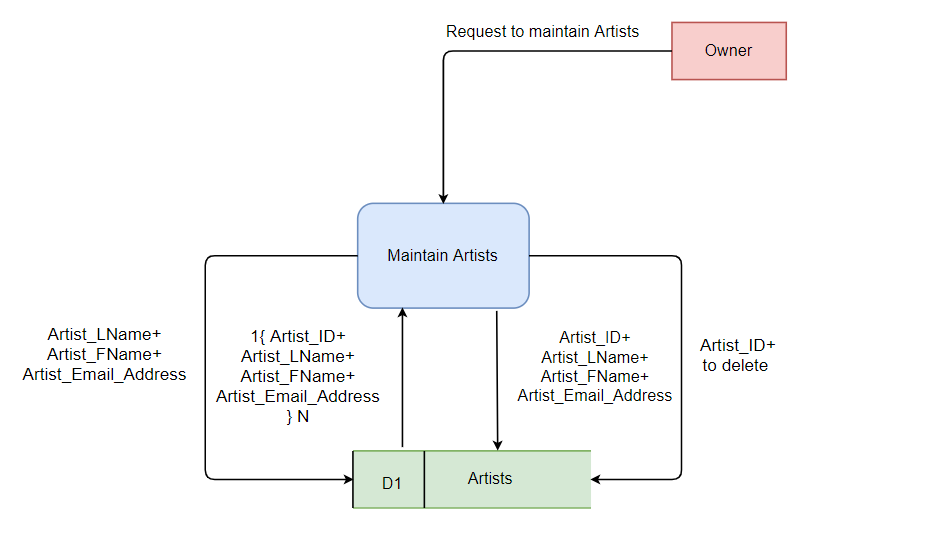 Request to maintain Artists
Owner
Maintain Artists
Artist_LName+
Artist_FName+
Artist_Email_Address
1{ Artist_ID+
Artist_LName+
Artist_FName+
Artist_Email_Address
} N
Artist_ID+
Artist_LName+
Artist_FName+
Artist_Email_Address
Artist_ID+
to delete
D1
Artists